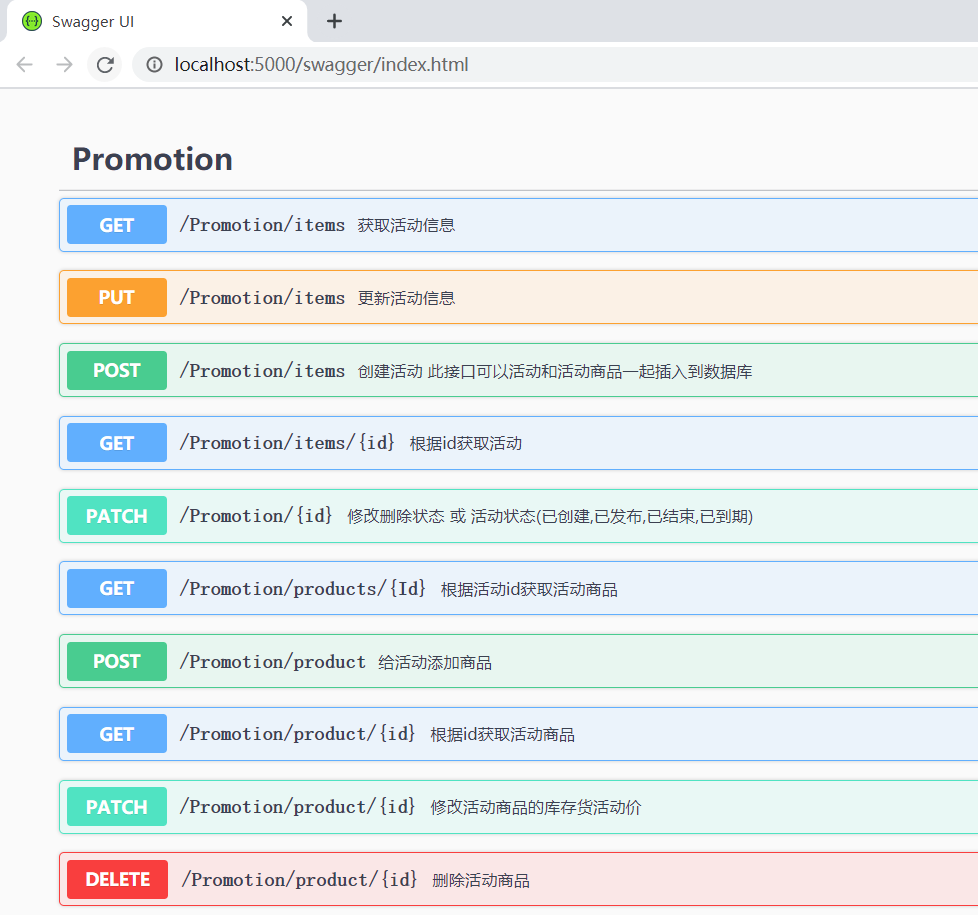 Swagger UI
localhost:5000/swagger/index.html
Promotion
GET /Promotion/items 获取活动信息
PUT /Promotion/items 更新活动信息
POST /Promotion/items 创建活动 此接口可以活动和活动商品一起插入到数据库
GET /Promotion/items/{id} 根据id获取活动
PATCH /Promotion/{id} 修改删除状态 或 活动状态(已创建,已发布,已结束,已到期)
GET /Promotion/products/{Id} 根据活动id获取活动商品
POST /Promotion/product 给活动添加商品
GET /Promotion/product/{id} 根据id获取活动商品
PATCH /Promotion/product/{id} 修改活动商品的库存货活动价
DELETE /Promotion/product/{id} 删除活动商品